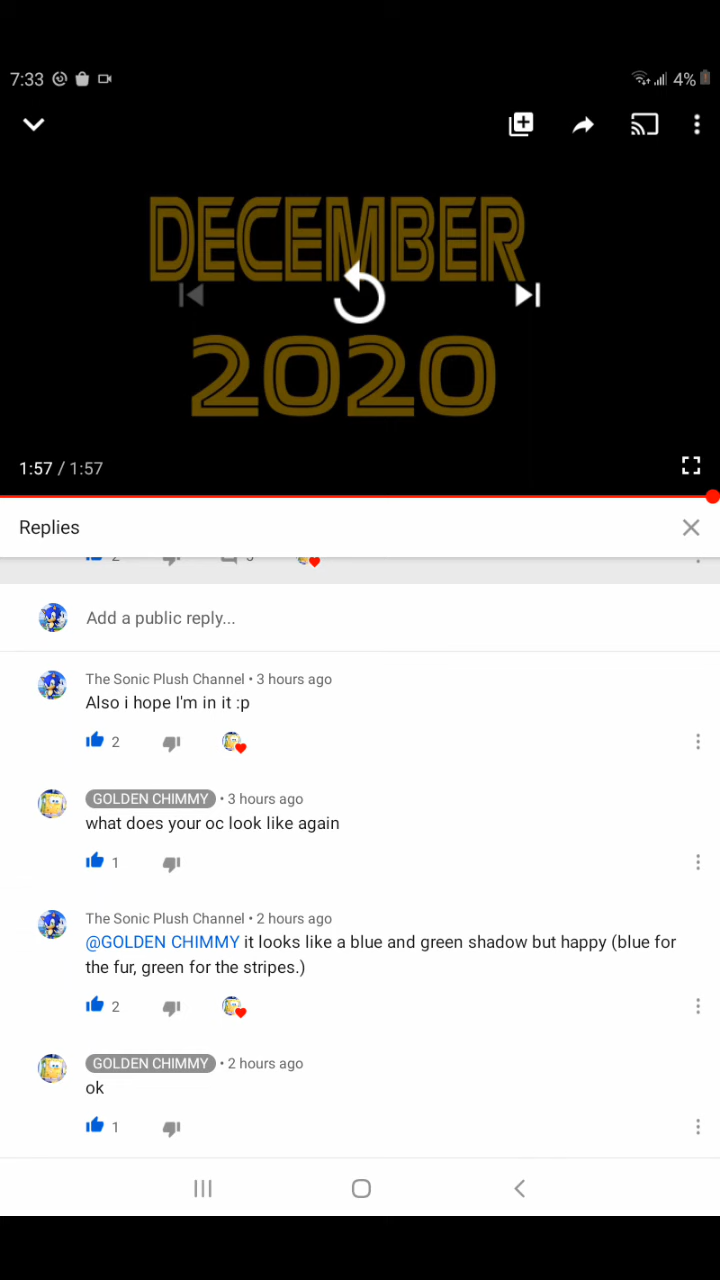 7:33
4%
DECEMBER
2020
1:57 / 1:57
Replies
Add a public reply...
The Sonic Plush Channel • 3 hours ago
Also i hope I'm in it :p
2
GOLDEN CHIMMY • 3 hours ago
what does your oc look like again
1
The Sonic Plush Channel • 2 hours ago
@GOLDEN CHIMMY it looks like a blue and green shadow but happy (blue for
the fur, green for the stripes.)
2
GOLDEN CHIMMY • 2 hours ago
ok
1